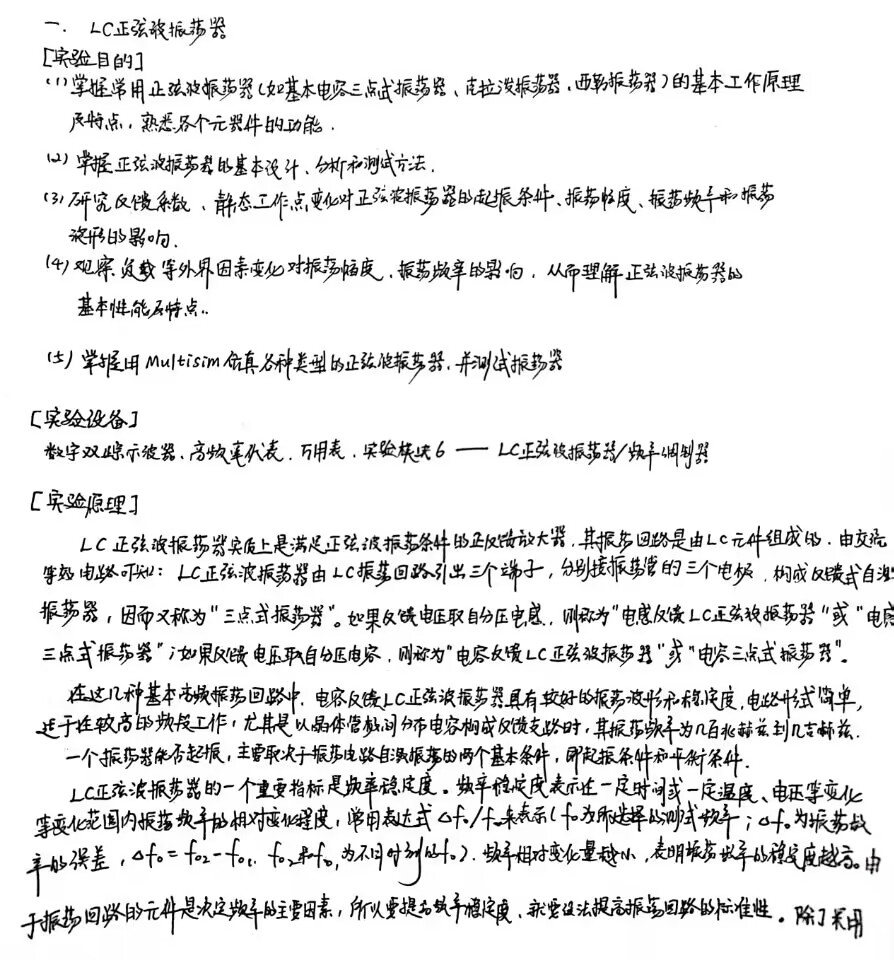 一. LC正弦波振荡器
[实验目的]
(1)掌握常用正弦波振荡器(如基本电容三点式振荡器、克拉泼振荡器、西勒振荡器)的基本工作原理
及特点,熟悉各个元器件的功能.
(2)掌握正弦波振荡器的基本设计、分析和测试方法.
(3)研究反馈系数、静态工作点变化对正弦波振荡器的起振条件、振荡幅度、振荡频率和振荡
波形的影响.
(4)观察负载等外界因素变化对振荡幅度、振荡频率的影响,从而理解正弦波振荡器的
基本性能及特点..
(5)掌握用Multisim仿真各种类型的正弦波振荡器,并测试振荡器
[实验设备]
数字双踪示波器、高频毫伏表、万用表、实验模块6 —— LC正弦波振荡器/频率调制器
[实验原理]
LC正弦波振荡器实质上是满足正弦波振荡条件的正反馈放大器,其振荡回路是由LC元件组成的.由交流
等效电路可知: LC正弦波振荡器由LC振荡回路引出三个端子,分别接振荡管的三个电极,构成反馈式自激
振荡器,因而又称为"三点式振荡器"。如果反馈电压取自分压电感,则称为"电感反馈LC正弦波振荡器"或"电感
三点式振荡器";如果反馈电压取自分压电容,则称为"电容反馈LC正弦波振荡器"或"电容三点式振荡器"。
在这几种基本高频振荡回路中,电容反馈LC正弦波振荡器具有较好的振荡波形和稳定度,电路形式简单,
适于在较高的频段工作,尤其是以晶体管极间分布电容构成反馈支路时,其振荡频率为几百兆赫兹到几吉赫兹.
一个振荡器能否起振,主要取决于振荡电路自激振荡的两个基本条件,即起振条件和平衡条件.
LC正弦波振荡器的一个重要指标是频率稳定度。频率稳定度表示在一定时间或一定温度、电压等变化
等变化范围内振荡频率的相对变化程度,常用表达式 Δf₀/f₀来表示(f₀为所选择的测试频率;Δf₀为振荡频
率的误差,Δf₀=f₀₂-f₀₁, f₀₂和f₀₁为不同时刻的f₀).频率相对变化量越小,表明振荡频率的稳定度越高。由
于振荡回路的元件是决定频率的主要因素,所以要提高频率稳定度,就要设法提高振荡回路的标准性。除了采用